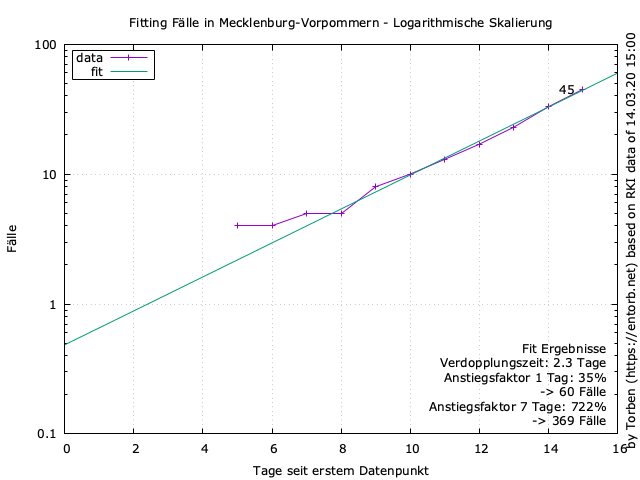 Fitting Fälle in Mecklenburg-Vorpommern - Logarithmische Skalierung
100
10
1
0.1
Fälle
data
fit
45
Fit Ergebnisse
Verdopplungszeit: 2.3 Tage
Anstiegsfaktor 1 Tag: 35%
-> 60 Fälle
Anstiegsfaktor 7 Tage: 722%
-> 369 Fälle
0 2 4 6 8 10 12 14 16
Tage seit erstem Datenpunkt
by Torben (https://entorb.net) based on RKI data of 14.03.20 15:00